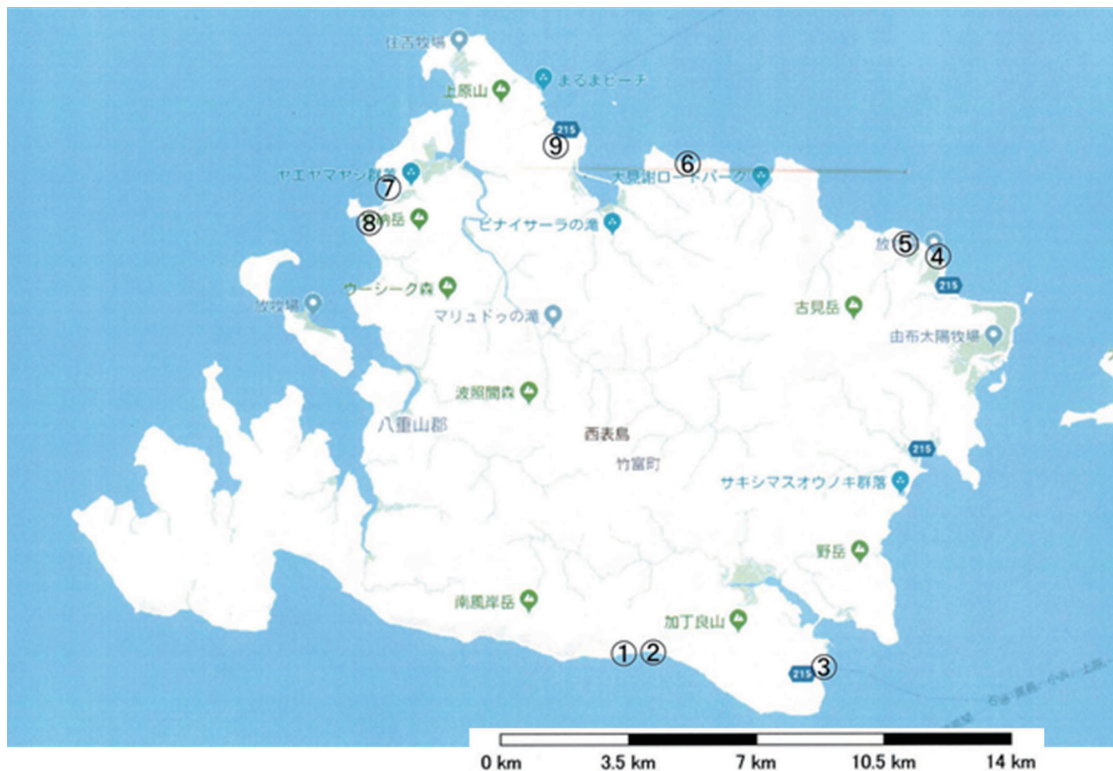 住吉牧場
上原山
まるまビーチ
215
⑨
⑥
大見謝ロードパーク
ヤエヤマヤシ群落
⑦
⑧
納岳
ピナイサーラの滝
⑤
④
215
ウーシーク森
放牧場
マリュドゥの滝
古見岳
由布太陽牧場
波照間森
八重山郡
西表島
竹富町
215
サキシマスオウノキ群落
野岳
南風岸岳
加丁良山
①
②
③
215
0 km
3.5 km
7 km
10.5 km
14 km